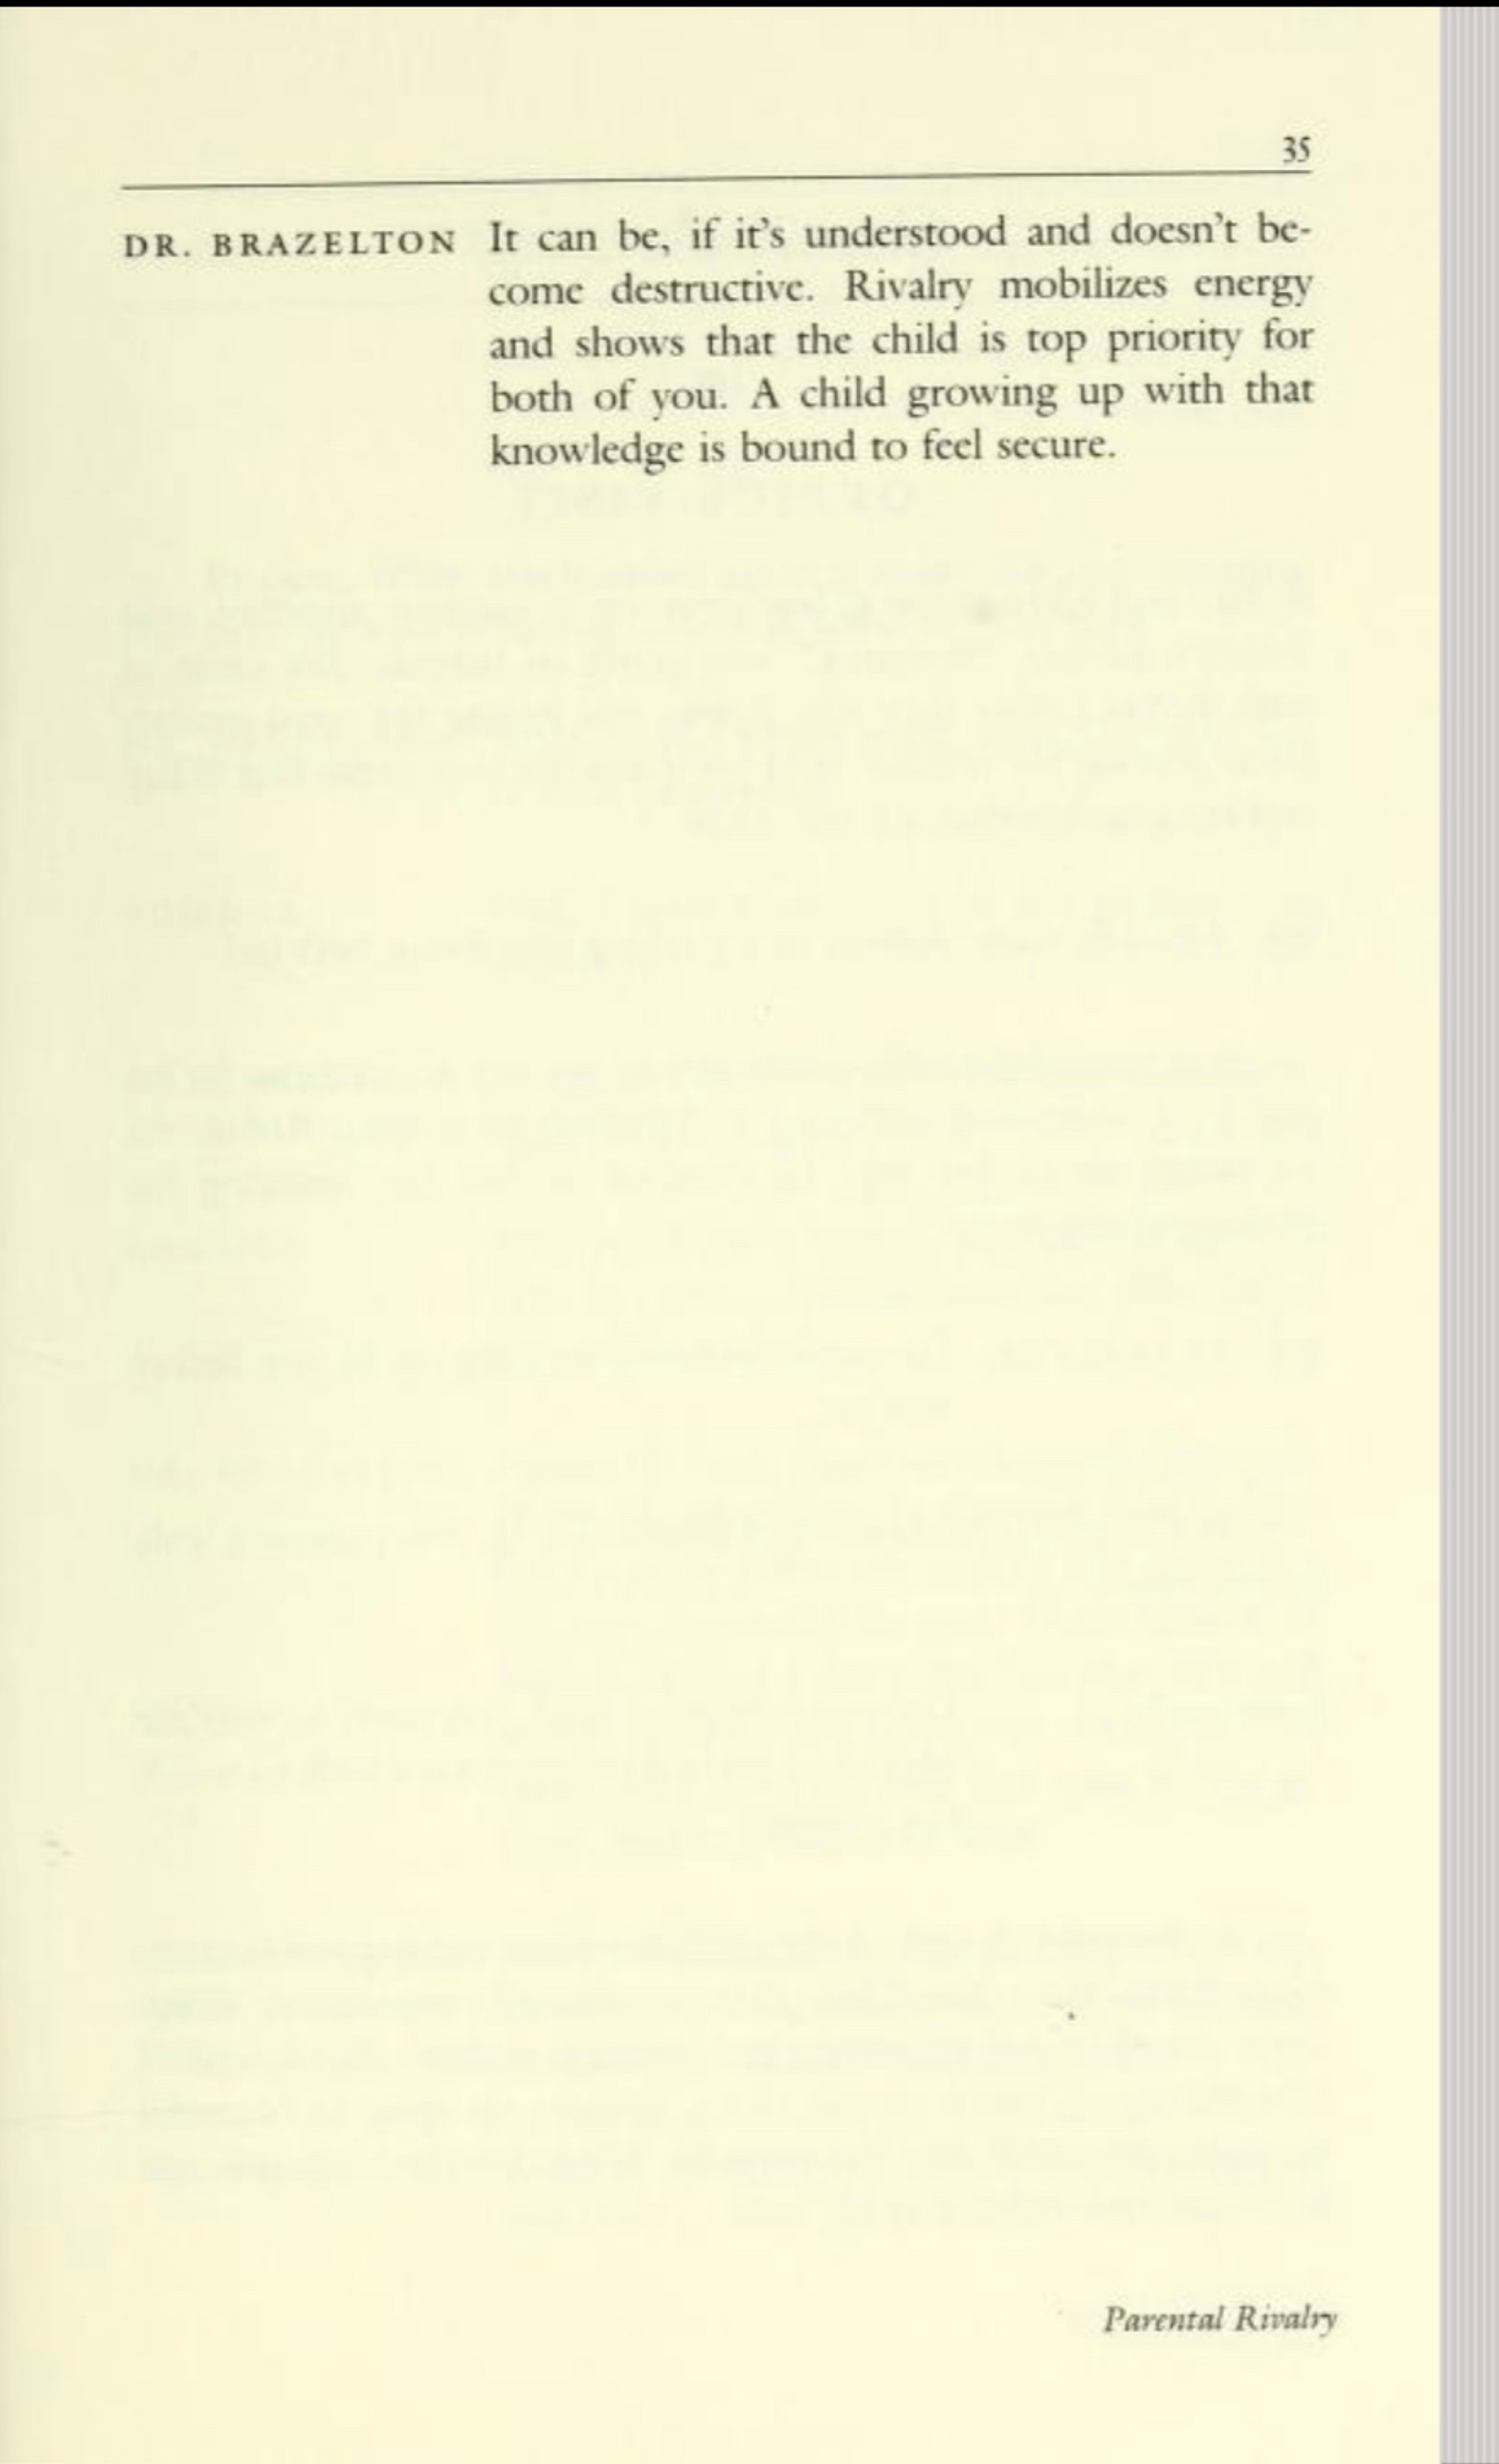 35
DR. BRAZELTON It can be, if it's understood and doesn't be-
come destructive. Rivalry mobilizes energy
and shows that the child is top priority for
both of you. A child growing up with that
knowledge is bound to feel secure.
Parental Rivalry